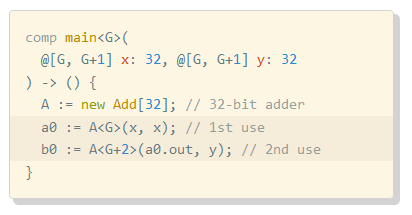 comp main<G>(
  @[G, G+1] x: 32, @[G, G+1] y: 32
) -> () {
  A := new Add[32]; // 32-bit adder
  a0 := A<G>(x, x); // 1st use
  b0 := A<G+2>(a0.out, y); // 2nd use
}